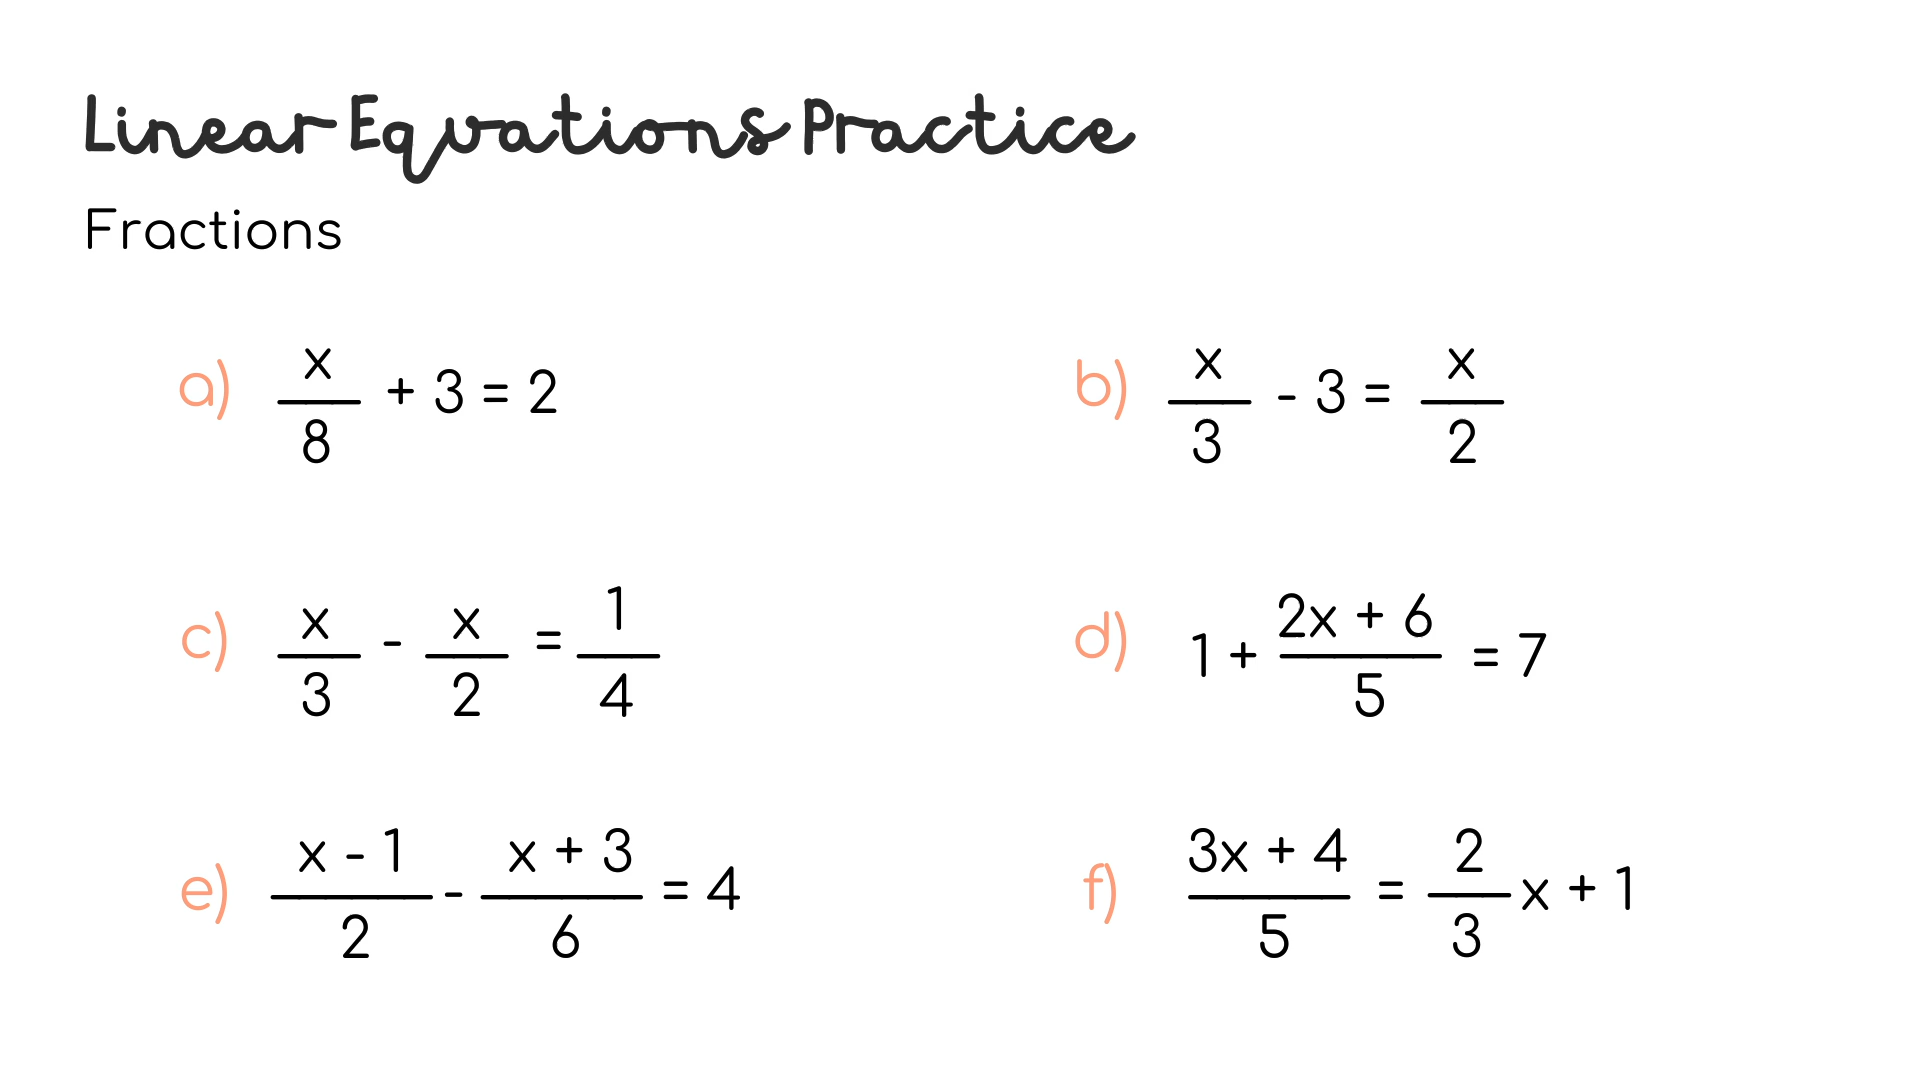 Linear Equations Practice
Fractions
a) x/8 + 3 = 2
b) x/3 - 3 = x/2
c) x/3 - x/2 = 1/4
d) 1 + (2x + 6)/5 = 7
e) (x - 1)/2 - (x + 3)/6 = 4
f) (3x + 4)/5 = 2/3 x + 1